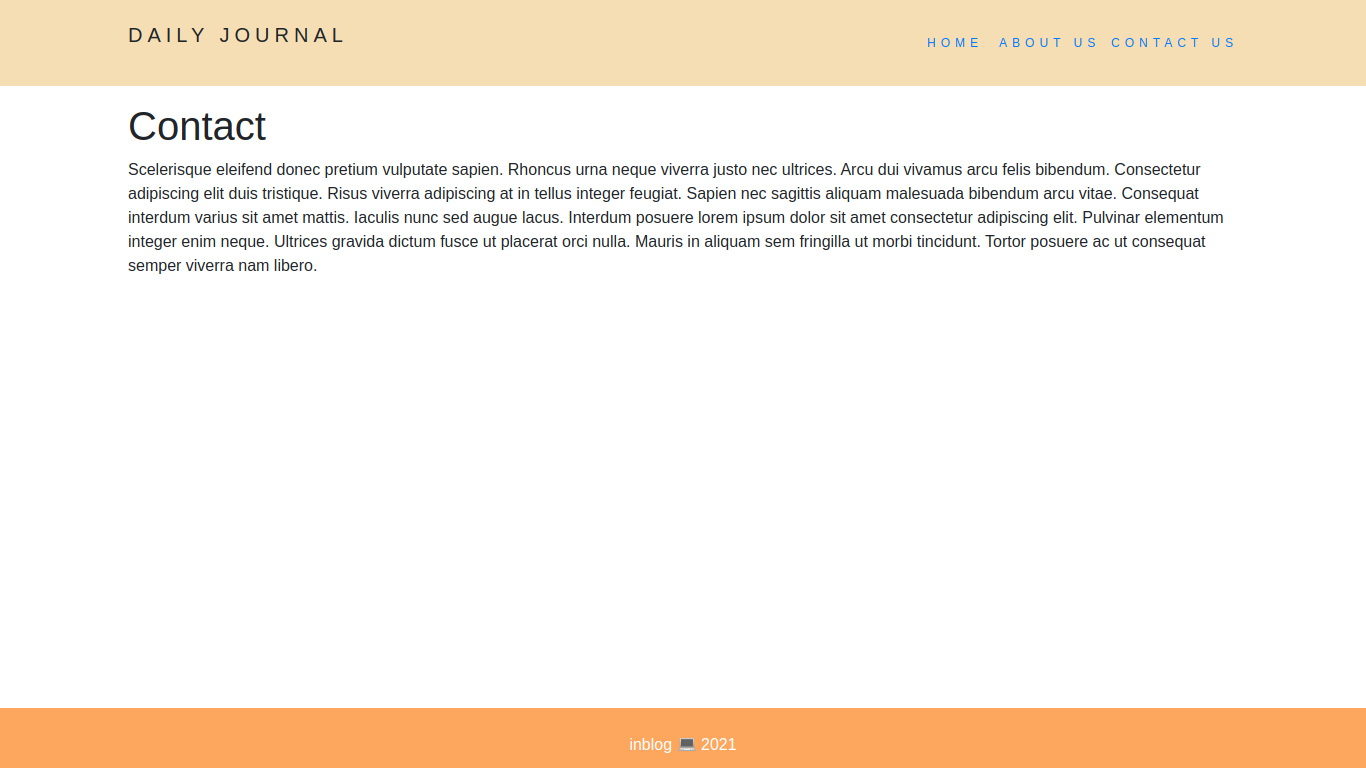 DAILY JOURNAL
HOME ABOUT US CONTACT US
Contact
Scelerisque eleifend donec pretium vulputate sapien. Rhoncus urna neque viverra justo nec ultrices. Arcu dui vivamus arcu felis bibendum. Consectetur
adipiscing elit duis tristique. Risus viverra adipiscing at in tellus integer feugiat. Sapien nec sagittis aliquam malesuada bibendum arcu vitae. Consequat
interdum varius sit amet mattis. Iaculis nunc sed augue lacus. Interdum posuere lorem ipsum dolor sit amet consectetur adipiscing elit. Pulvinar elementum
integer enim neque. Ultrices gravida dictum fusce ut placerat orci nulla. Mauris in aliquam sem fringilla ut morbi tincidunt. Tortor posuere ac ut consequat
semper viverra nam libero.
inblog 💻 2021